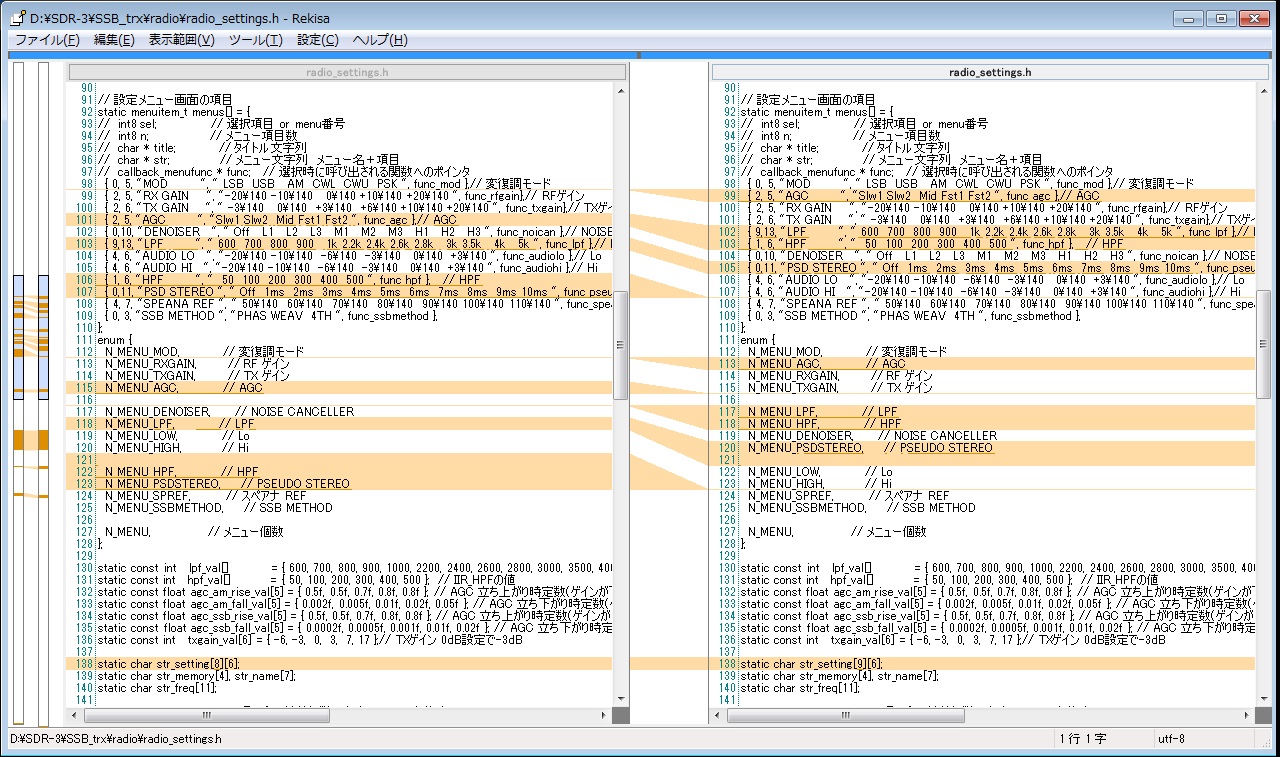 D:¥SDR-3¥SSB_trx¥radio¥radio_settings.h - Rekisa
ファイル(F) 編集(E) 表示範囲(V) ツール(T) 設定(C) ヘルプ(H)
radio_settings.h
90
91 // 設定メニュー画面の項目
92 static menuitem_t menus[] = {
93 // int8 sel; // 選択項目 or menu番号
94 // int8 n; // メニュー項目数
95 // char * title; // タイトル文字列
96 // char * str; // メニュー文字列 メニュー名+項目
97 // callback_menufunc * func; // 選択時に呼び出される関数へのポインタ
98 { 0, 5, "MOD ", " LSB USB AM CWL CWU PSK ", func_mod },// 変復調モード
99 { 2, 5, "RX GAIN ", "-20¥140 -10¥140 0¥140 +10¥140 +20¥140 ", func_rfgain},// RFゲイン
100 { 2, 5, "TX GAIN ", " -3¥140 0¥140 +3¥140 +6¥140 +10¥140 +20¥140 ", func_txgain},// TXゲイ
101 { 2, 5, "AGC ", "Slw1 Slw2 Mid Fst1 Fst2 ", func_agc },// AGC
102 { 0,10, "DENOISER ", " Off L1 L2 L3 M1 M2 M3 H1 H2 H3 ", func_noican },// NOISE
103 { 9,13, "LPF ", " 600 700 800 900 1k 2.2k 2.4k 2.6k 2.8k 3k 3.5k 4k 5k ", func_lpf },// L
104 { 4, 6, "AUDIO LO ", "-20¥140 -10¥140 -6¥140 -3¥140 0¥140 +3¥140 ", func_audiolo },// Lo
105 { 4, 6, "AUDIO HI ", "-20¥140 -10¥140 -6¥140 -3¥140 0¥140 +3¥140 ", func_audiohi },// Hi
106 { 1, 6, "HPF ", " 50 100 200 300 400 500 ", func_hpf }, // HPF
107 { 0,11, "PSD STEREO ", " Off 1ms 2ms 3ms 4ms 5ms 6ms 7ms 8ms 9ms 10ms ", func_pseu
108 { 4, 7, "SPEANA REF ", " 50¥140 60¥140 70¥140 80¥140 90¥140 100¥140 110¥140 ", func_spea
109 { 0, 3, "SSB METHOD ", "PHAS WEAV 4TH ", func_ssbmethod },
110 };
111 enum {
112 N_MENU_MOD, // 変復調モード
113 N_MENU_RXGAIN, // RF ゲイン
114 N_MENU_TXGAIN, // TX ゲイン
115 N_MENU_AGC, // AGC
116
117 N_MENU_DENOISER, // NOISE CANCELLER
118 N_MENU_LPF, // LPF
119 N_MENU_LOW, // Lo
120 N_MENU_HIGH, // Hi
121
122 N_MENU_HPF, // HPF
123 N_MENU_PSDSTEREO, // PSEUDO STEREO
124 N_MENU_SPREF, // スペアナ REF
125 N_MENU_SSBMETHOD, // SSB METHOD
126
127 N_MENU, // メニュー個数
128 };
129
130 static const int lpf_val[] = { 600, 700, 800, 900, 1000, 2200, 2400, 2600, 2800, 3000, 3500, 400
131 static const int hpf_val[] = { 50, 100, 200, 300, 400, 500 }; // IIR_HPFの値
132 static const float agc_am_rise_val[5] = { 0.5f, 0.5f, 0.7f, 0.8f, 0.8f }; // AGC 立ち上がり時定数(ゲインが下
133 static const float agc_am_fall_val[5] = { 0.002f, 0.005f, 0.01f, 0.02f, 0.05f }; // AGC 立ち下がり時定数(
134 static const float agc_ssb_rise_val[5] = { 0.5f, 0.5f, 0.7f, 0.8f, 0.8f }; // AGC 立ち上がり時定数(ゲインが下
135 static const float agc_ssb_fall_val[5] = { 0.0002f, 0.0005f, 0.001f, 0.01f, 0.02f }; // AGC 立ち下がり時定
136 static const int txgain_val[6] = { -6, -3, 0, 3, 7, 17 };// TXゲイン 0dB設定で-3dB
137
138 static char str_setting[8][6];
139 static char str_memory[4], str_name[7];
140 static char str_freq[11];
141
radio_settings.h
90
91 // 設定メニュー画面の項目
92 static menuitem_t menus[] = {
93 // int8 sel; // 選択項目 or menu番号
94 // int8 n; // メニュー項目数
95 // char * title; // タイトル文字列
96 // char * str; // メニュー文字列 メニュー名+項目
97 // callback_menufunc * func; // 選択時に呼び出される関数へのポインタ
98 { 0, 5, "MOD ", " LSB USB AM CWL CWU PSK ", func_mod },// 変復調モード
99 { 2, 5, "AGC ", "Slw1 Slw2 Mid Fst1 Fst2 ", func_agc },// AGC
100 { 2, 5, "RX GAIN ", "-20¥140 -10¥140 0¥140 +10¥140 +20¥140 ", func_rfgain},// RFゲイン
101 { 2, 5, "TX GAIN ", " -3¥140 0¥140 +3¥140 +6¥140 +10¥140 +20¥140 ", func_txgain},// TXゲイ
102 { 9,13, "LPF ", " 600 700 800 900 1k 2.2k 2.4k 2.6k 2.8k 3k 3.5k 4k 5k ", func_lpf },// L
103 { 1, 6, "HPF ", " 50 100 200 300 400 500 ", func_hpf }, // HPF
104 { 0,10, "DENOISER ", " Off L1 L2 L3 M1 M2 M3 H1 H2 H3 ", func_noican },// NOISE
105 { 0,11, "PSD STEREO ", " Off 1ms 2ms 3ms 4ms 5ms 6ms 7ms 8ms 9ms 10ms ", func_pseu
106 { 4, 6, "AUDIO LO ", "-20¥140 -10¥140 -6¥140 -3¥140 0¥140 +3¥140 ", func_audiolo },// Lo
107 { 4, 6, "AUDIO HI ", "-20¥140 -10¥140 -6¥140 -3¥140 0¥140 +3¥140 ", func_audiohi },// Hi
108 { 4, 7, "SPEANA REF ", " 50¥140 60¥140 70¥140 80¥140 90¥140 100¥140 110¥140 ", func_spea
109 { 0, 3, "SSB METHOD ", "PHAS WEAV 4TH ", func_ssbmethod },
110 };
111 enum {
112 N_MENU_MOD, // 変復調モード
113 N_MENU_AGC, // AGC
114 N_MENU_RXGAIN, // RF ゲイン
115 N_MENU_TXGAIN, // TX ゲイン
116
117 N_MENU_LPF, // LPF
118 N_MENU_HPF, // HPF
119 N_MENU_DENOISER, // NOISE CANCELLER
120 N_MENU_PSDSTEREO, // PSEUDO STEREO
121
122 N_MENU_LOW, // Lo
123 N_MENU_HIGH, // Hi
124 N_MENU_SPREF, // スペアナ REF
125 N_MENU_SSBMETHOD, // SSB METHOD
126
127 N_MENU, // メニュー個数
128 };
129
130 static const int lpf_val[] = { 600, 700, 800, 900, 1000, 2200, 2400, 2600, 2800, 3000, 3500, 400
131 static const int hpf_val[] = { 50, 100, 200, 300, 400, 500 }; // IIR_HPFの値
132 static const float agc_am_rise_val[5] = { 0.5f, 0.5f, 0.7f, 0.8f, 0.8f }; // AGC 立ち上がり時定数(ゲインが下
133 static const float agc_am_fall_val[5] = { 0.002f, 0.005f, 0.01f, 0.02f, 0.05f }; // AGC 立ち下がり時定数(
134 static const float agc_ssb_rise_val[5] = { 0.5f, 0.5f, 0.7f, 0.8f, 0.8f }; // AGC 立ち上がり時定数(ゲインが下
135 static const float agc_ssb_fall_val[5] = { 0.0002f, 0.0005f, 0.001f, 0.01f, 0.02f }; // AGC 立ち下がり時定
136 static const int txgain_val[6] = { -6, -3, 0, 3, 7, 17 };// TXゲイン 0dB設定で-3dB
137
138 static char str_setting[9][6];
139 static char str_memory[4], str_name[7];
140 static char str_freq[11];
141
D:¥SDR-3¥SSB_trx¥radio¥radio_settings.h
1 行 1 字
utf-8